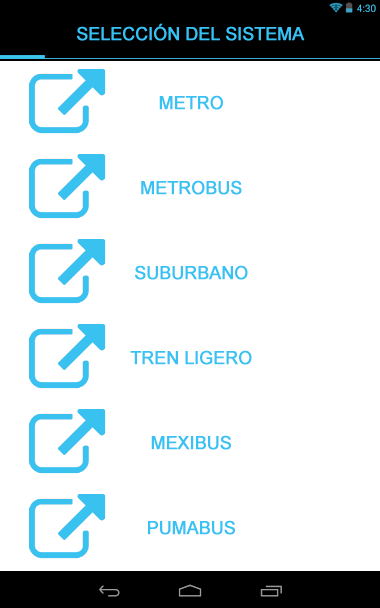 4:30
SELECCIÓN DEL SISTEMA
METRO
METROBUS
SUBURBANO
TREN LIGERO
MEXIBUS
PUMABUS